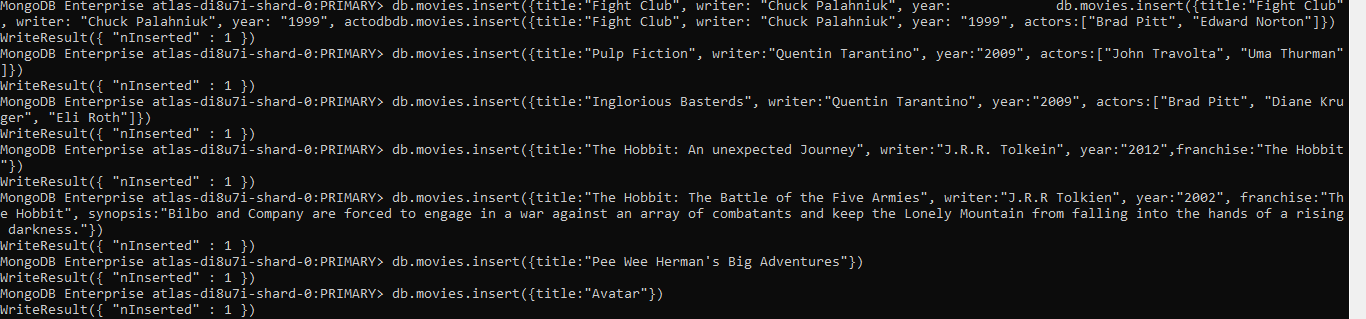 MongoDB Enterprise atlas-di8u7i-shard-0:PRIMARY> db.movies.insert({title:"Fight Club", writer: "Chuck Palahniuk", year:             db.movies.insert({title:"Fight Club"
, writer: "Chuck Palahniuk", year: "1999", actodbdb.movies.insert({title:"Fight Club", writer: "Chuck Palahniuk", year: "1999", actors:["Brad Pitt", "Edward Norton"]})
WriteResult({ "nInserted" : 1 })
MongoDB Enterprise atlas-di8u7i-shard-0:PRIMARY> db.movies.insert({title:"Pulp Fiction", writer:"Quentin Tarantino", year:"2009", actors:["John Travolta", "Uma Thurman"
]})
WriteResult({ "nInserted" : 1 })
MongoDB Enterprise atlas-di8u7i-shard-0:PRIMARY> db.movies.insert({title:"Inglorious Basterds", writer:"Quentin Tarantino", year:"2009", actors:["Brad Pitt", "Diane Kru
ger", "Eli Roth"]})
WriteResult({ "nInserted" : 1 })
MongoDB Enterprise atlas-di8u7i-shard-0:PRIMARY> db.movies.insert({title:"The Hobbit: An unexpected Journey", writer:"J.R.R. Tolkein", year:"2012",franchise:"The Hobbit
"})
WriteResult({ "nInserted" : 1 })
MongoDB Enterprise atlas-di8u7i-shard-0:PRIMARY> db.movies.insert({title:"The Hobbit: The Battle of the Five Armies", writer:"J.R.R Tolkien", year:"2002", franchise:"Th
e Hobbit", synopsis:"Bilbo and Company are forced to engage in a war against an array of combatants and keep the Lonely Mountain from falling into the hands of a rising
 darkness."})
WriteResult({ "nInserted" : 1 })
MongoDB Enterprise atlas-di8u7i-shard-0:PRIMARY> db.movies.insert({title:"Pee Wee Herman's Big Adventures"})
WriteResult({ "nInserted" : 1 })
MongoDB Enterprise atlas-di8u7i-shard-0:PRIMARY> db.movies.insert({title:"Avatar"})
WriteResult({ "nInserted" : 1 })